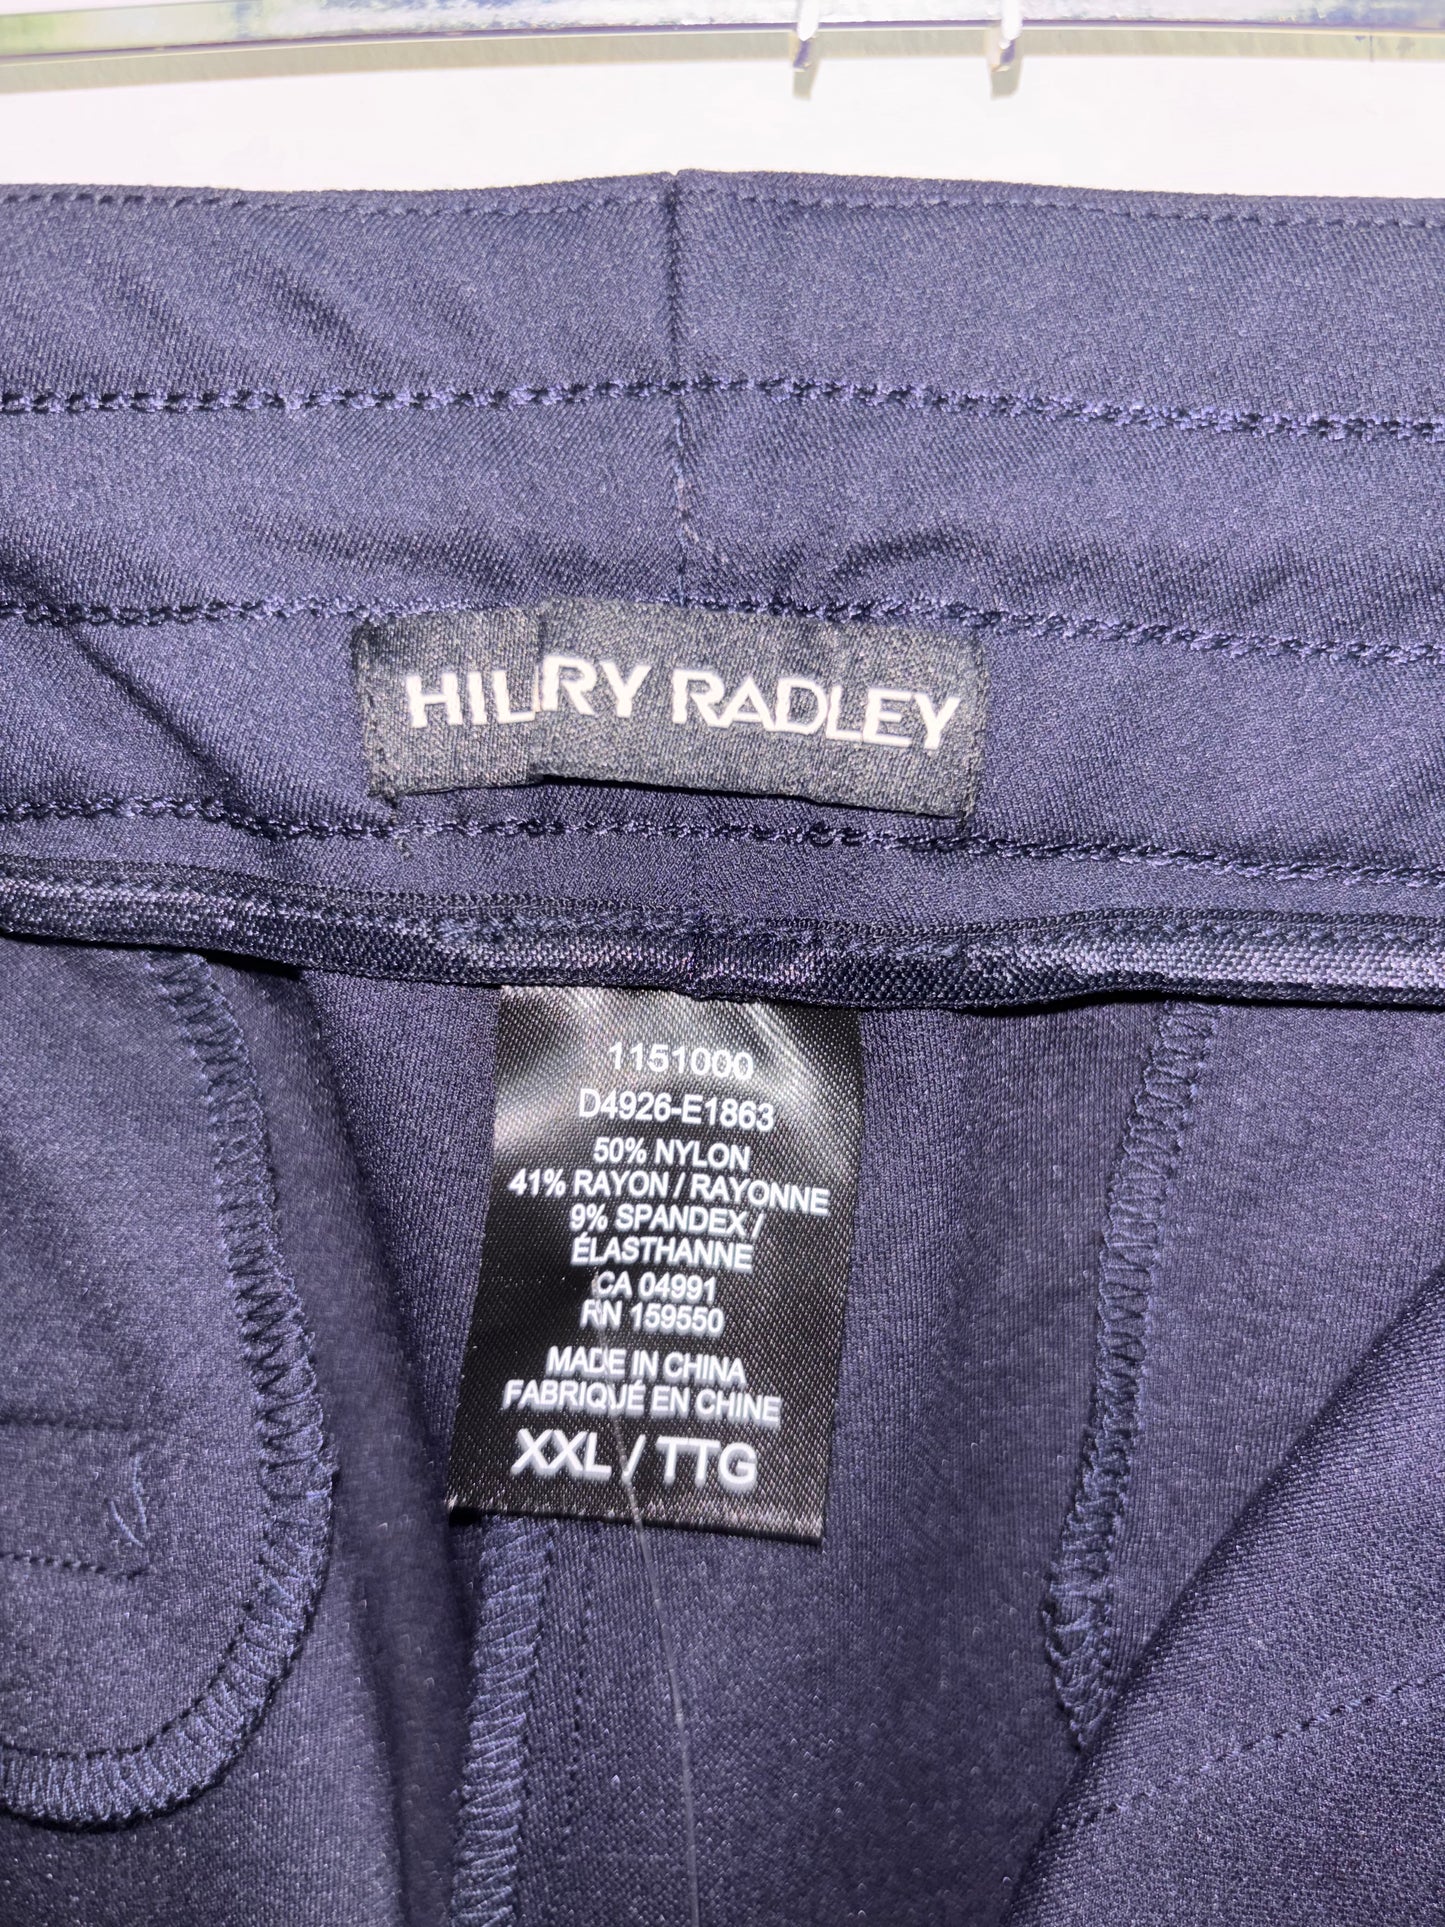 HILRY RADLEY
1151000
D4926-E1863
50% NYLON
41% RAYON / RAYONNE
9% SPANDEX /
ÉLASTHANNE
CA 04991
RN 159550
MADE IN CHINA
FABRIQUÉ EN CHINE
XXL / TTG